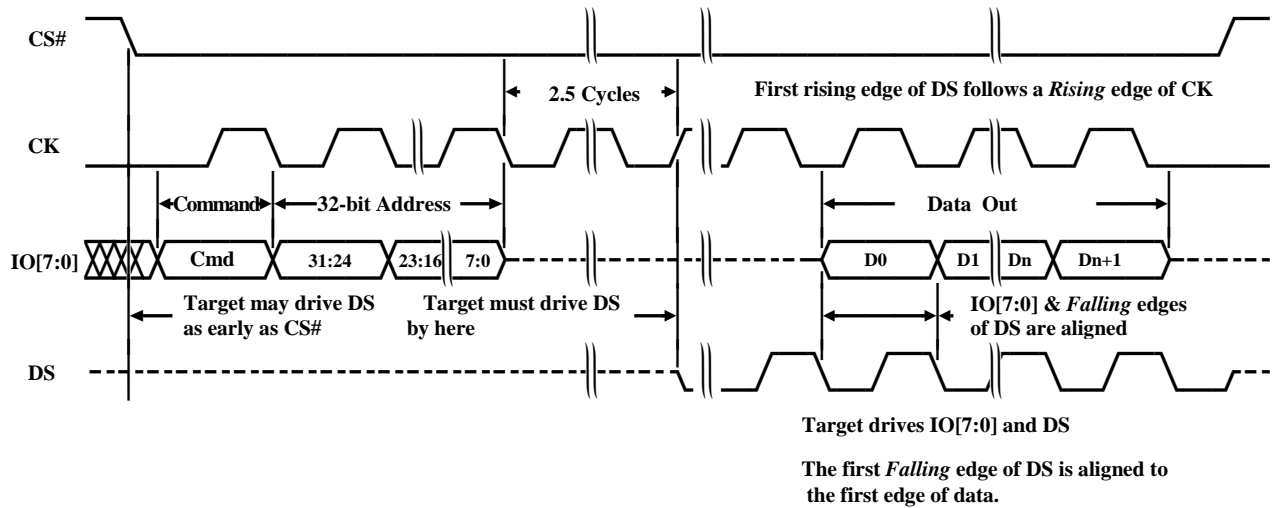 CS#
2.5 Cycles
First rising edge of DS follows a Rising edge of CK
CK
Command
32-bit Address
Data Out
IO[7:0]
Cmd
31:24
23:16
7:0
D0
D1
Dn
Dn+1
Target may drive DS
as early as CS#
Target must drive DS
by here
IO[7:0] & Falling edges
of DS are aligned
DS
Target drives IO[7:0] and DS
The first Falling edge of DS is aligned to
the first edge of data.